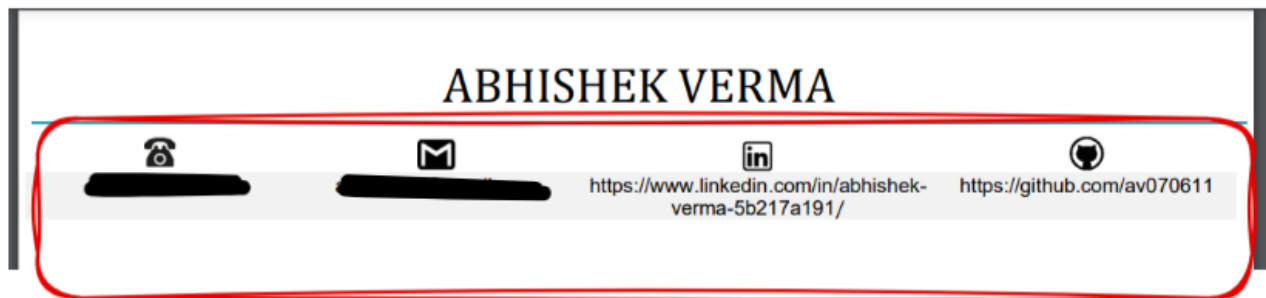 ABHISHEK VERMA
https://www.linkedin.com/in/abhishek-
verma-5b217a191/
https://github.com/av070611